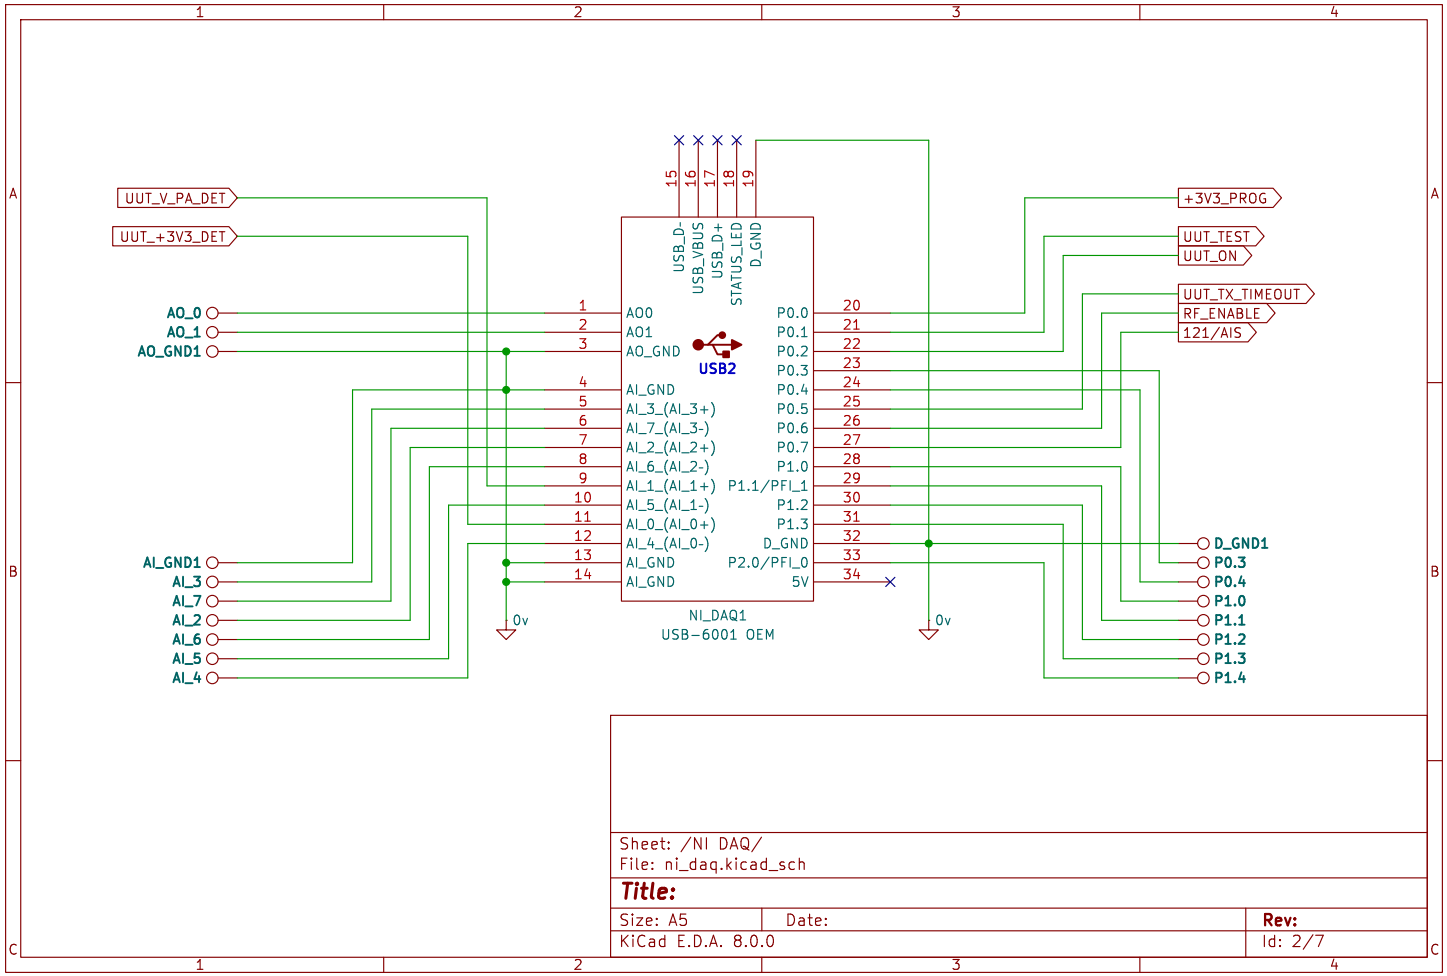 1 2 3 4
A A
15 16 17 18 19
USB_D- USB_VBUS USB_D+ STATUS_LED D_GND
UUT_V_PA_DET
UUT_+3V3_DET
+3V3_PROG
UUT_TEST
UUT_ON
UUT_TX_TIMEOUT
RF_ENABLE
121/AIS
AO_0 1 AO0 P0.0 20
AO_1 2 AO1 P0.1 21
AO_GND1 3 AO_GND P0.2 22
USB2
P0.3 23
4 AI_GND P0.4 24
5 AI_3_(AI_3+) P0.5 25
6 AI_7_(AI_3-) P0.6 26
7 AI_2_(AI_2+) P0.7 27
8 AI_6_(AI_2-) P1.0 28
9 AI_1_(AI_1+) P1.1/PFI_1 29
10 AI_5_(AI_1-) P1.2 30
11 AI_0_(AI_0+) P1.3 31
12 AI_4_(AI_0-) D_GND 32 D_GND1
AI_GND1 13 AI_GND P2.0/PFI_0 33 P0.3
B B
AI_3 14 AI_GND 5V 34 P0.4
AI_7 P1.0
AI_2 0v 0v P1.1
AI_6 P1.2
AI_5 P1.3
AI_4 P1.4
NI_DAQ1
USB-6001 OEM
Sheet: /NI DAQ/
File: ni_daq.kicad_sch
Title:
Size: A5 Date: Rev:
KiCad E.D.A. 8.0.0 Id: 2/7
C C
1 2 3 4